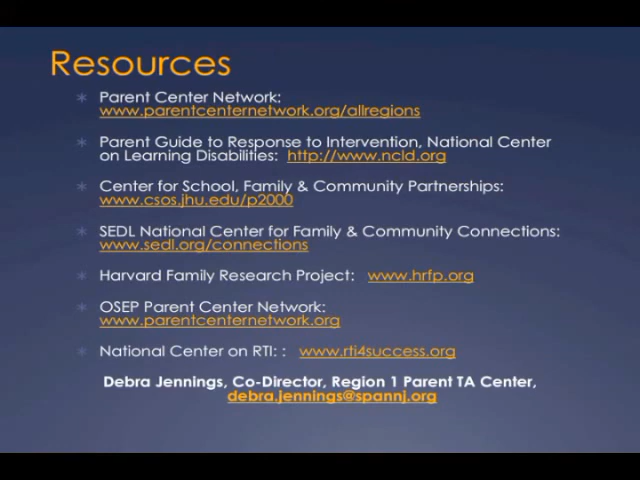 Resources
Parent Center Network:
www.parentcenternetwork.org/allregions
Parent Guide to Response to Intervention, National Center
on Learning Disabilities: http://www.ncld.org
Center for School, Family & Community Partnerships:
www.csos.jhu.edu/p2000
SEDL National Center for Family & Community Connections:
www.sedl.org/connections
Harvard Family Research Project: www.hrfp.org
OSEP Parent Center Network:
www.parentcenternetwork.org
National Center on RTI: : www.rti4success.org
Debra Jennings, Co-Director, Region 1 Parent TA Center,
debra.jennings@spannj.org